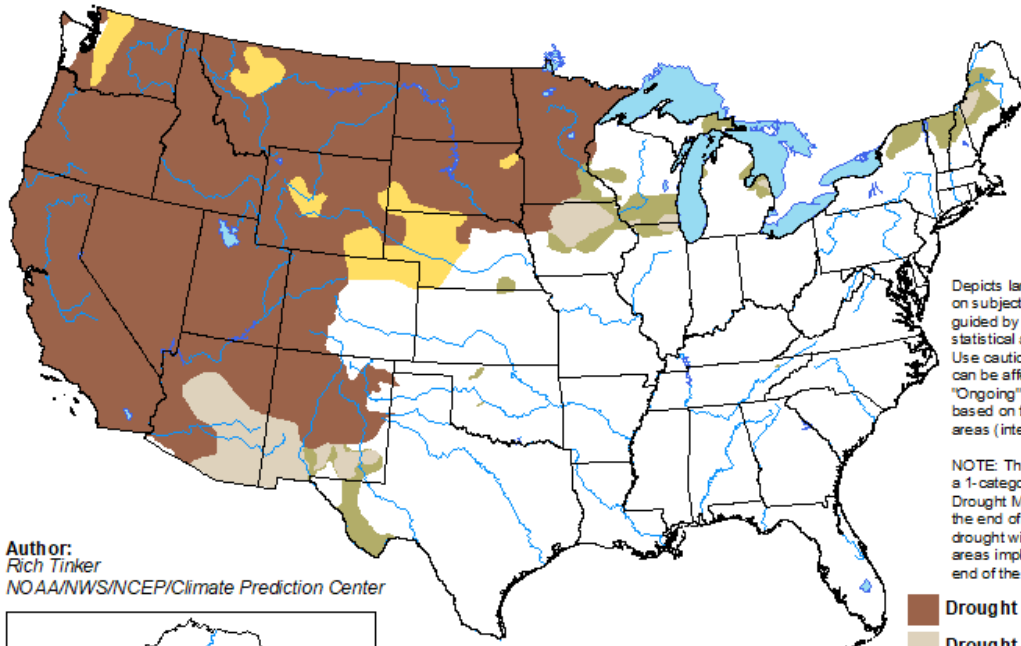 Depicts la
on subject
guided by
statistical a
Use cautio
can be affe
"Ongoing"
based on t
areas (inte
NOTE: Th
a 1-catego
Drought M
the end of
drought wi
areas impl
end of the
Author:
Rich Tinker
NOAA/NWS/NCEP/Climate Prediction Center
Drought
Drought